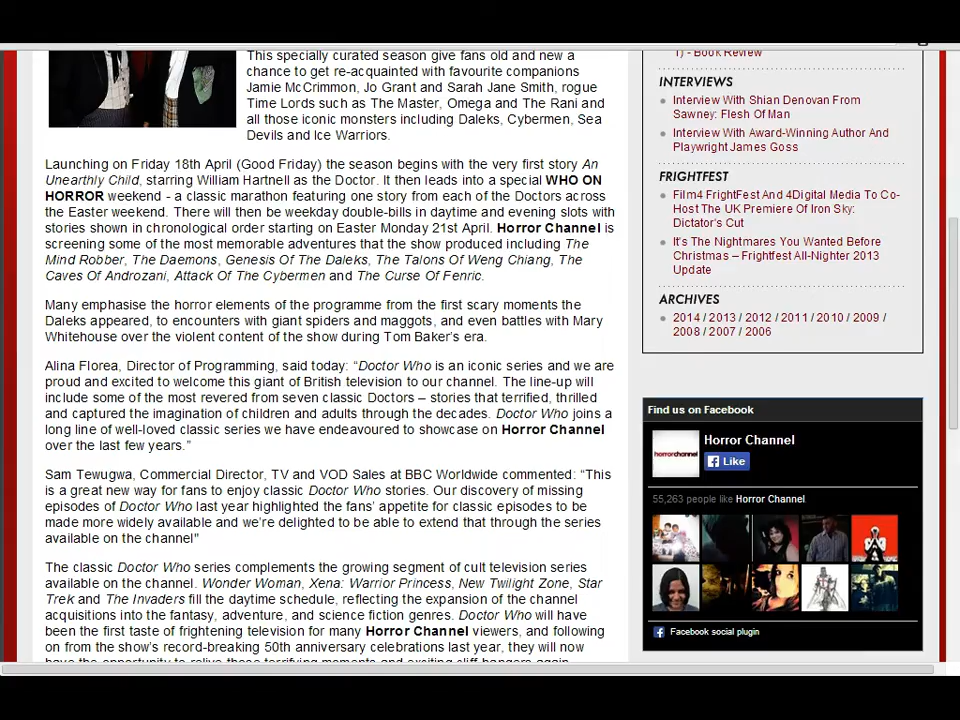 This specially curated season give fans old and new a
chance to get re-acquainted with favourite companions
Jamie McCrimmon, Jo Grant and Sarah Jane Smith, rogue
Time Lords such as The Master, Omega and The Rani and
all those iconic monsters including Daleks, Cybermen, Sea
Devils and Ice Warriors.
Launching on Friday 18th April (Good Friday) the season begins with the very first story An
Unearthly Child, starring William Hartnell as the Doctor. It then leads into a special WHO ON
HORROR weekend - a classic marathon featuring one story from each of the Doctors across
the Easter weekend. There will then be weekday double-bills in daytime and evening slots with
stories shown in chronological order starting on Easter Monday 21st April. Horror Channel is
screening some of the most memorable adventures that the show produced including The
Mind Robber, The Daemons, Genesis Of The Daleks, The Talons Of Weng Chiang, The
Caves Of Androzani, Attack Of The Cybermen and The Curse Of Fenric.
Many emphasise the horror elements of the programme from the first scary moments the
Daleks appeared, to encounters with giant spiders and maggots, and even battles with Mary
Whitehouse over the violent content of the show during Tom Baker's era.
Alina Florea, Director of Programming, said today: “Doctor Who is an iconic series and we are
proud and excited to welcome this giant of British television to our channel. The line-up will
include some of the most revered from seven classic Doctors – stories that terrified, thrilled
and captured the imagination of children and adults through the decades. Doctor Who joins a
long line of well-loved classic series we have endeavoured to showcase on Horror Channel
over the last few years.”
Sam Tewugwa, Commercial Director, TV and VOD Sales at BBC Worldwide commented: “This
is a great new way for fans to enjoy classic Doctor Who stories. Our discovery of missing
episodes of Doctor Who last year highlighted the fans’ appetite for classic episodes to be
made more widely available and we’re delighted to be able to extend that through the series
available on the channel"
The classic Doctor Who series complements the growing segment of cult television series
available on the channel. Wonder Woman, Xena: Warrior Princess, New Twilight Zone, Star
Trek and The Invaders fill the daytime schedule, reflecting the expansion of the channel
acquisitions into the fantasy, adventure, and science fiction genres. Doctor Who will have
been the first taste of frightening television for many Horror Channel viewers, and following
on from the show’s record-breaking 50th anniversary celebrations last year, they will now
have the opportunity to relive those terrifying moments and exciting cliff-hangers again
1) - Book Review
INTERVIEWS
Interview With Shian Denovan From
Sawney: Flesh Of Man
Interview With Award-Winning Author And
Playwright James Goss
FRIGHTFEST
Film4 FrightFest And 4Digital Media To Co-
Host The UK Premiere Of Iron Sky:
Dictator's Cut
It's The Nightmares You Wanted Before
Christmas – Frightfest All-Nighter 2013
Update
ARCHIVES
2014 / 2013 / 2012 / 2011 / 2010 / 2009 /
2008 / 2007 / 2006
Find us on Facebook
horrorchannel
Horror Channel
Like
55,263 people like Horror Channel.
Facebook social plugin